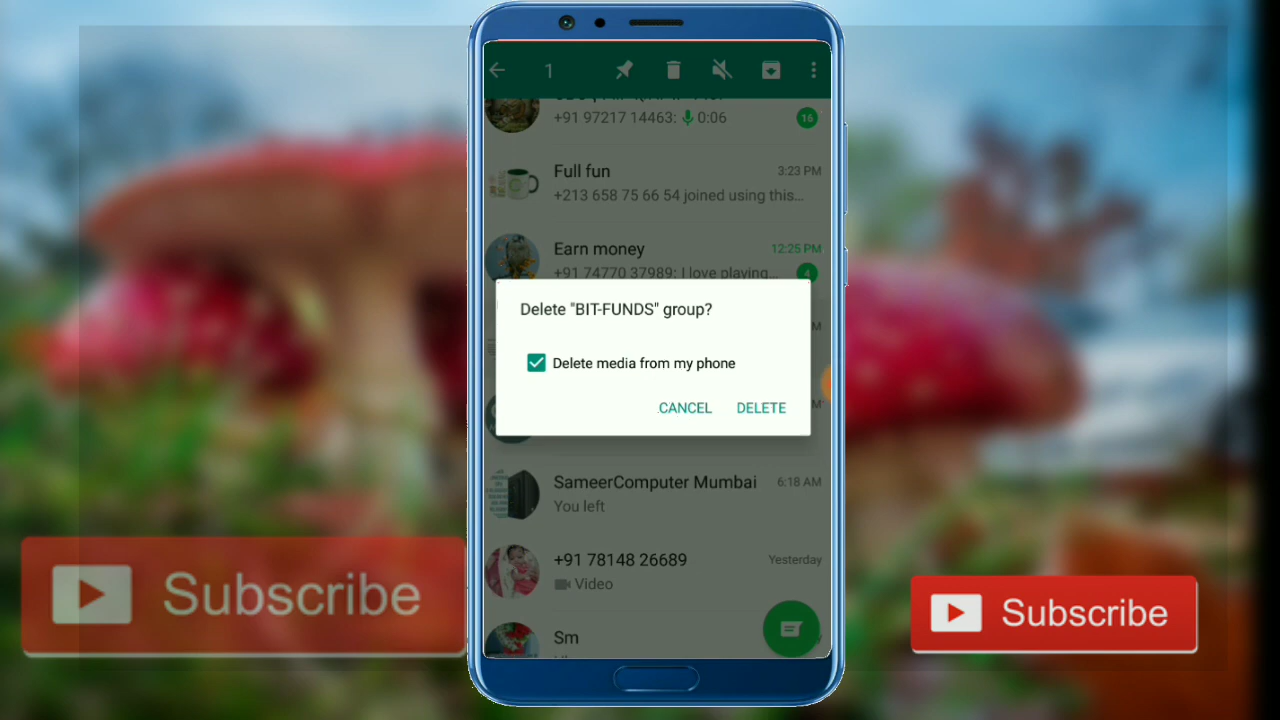 1
+91 97217 14463: 0:06
16
Full fun 3:23 PM
+213 658 75 66 54 joined using this...
Earn money 12:25 PM
+91 74770 37989: I love playing... 4
Delete "BIT-FUNDS" group?
Delete media from my phone
CANCEL DELETE
SameerComputer Mumbai 6:18 AM
You left
+91 78148 26689 Yesterday
Video
Sm
Subscribe
Subscribe